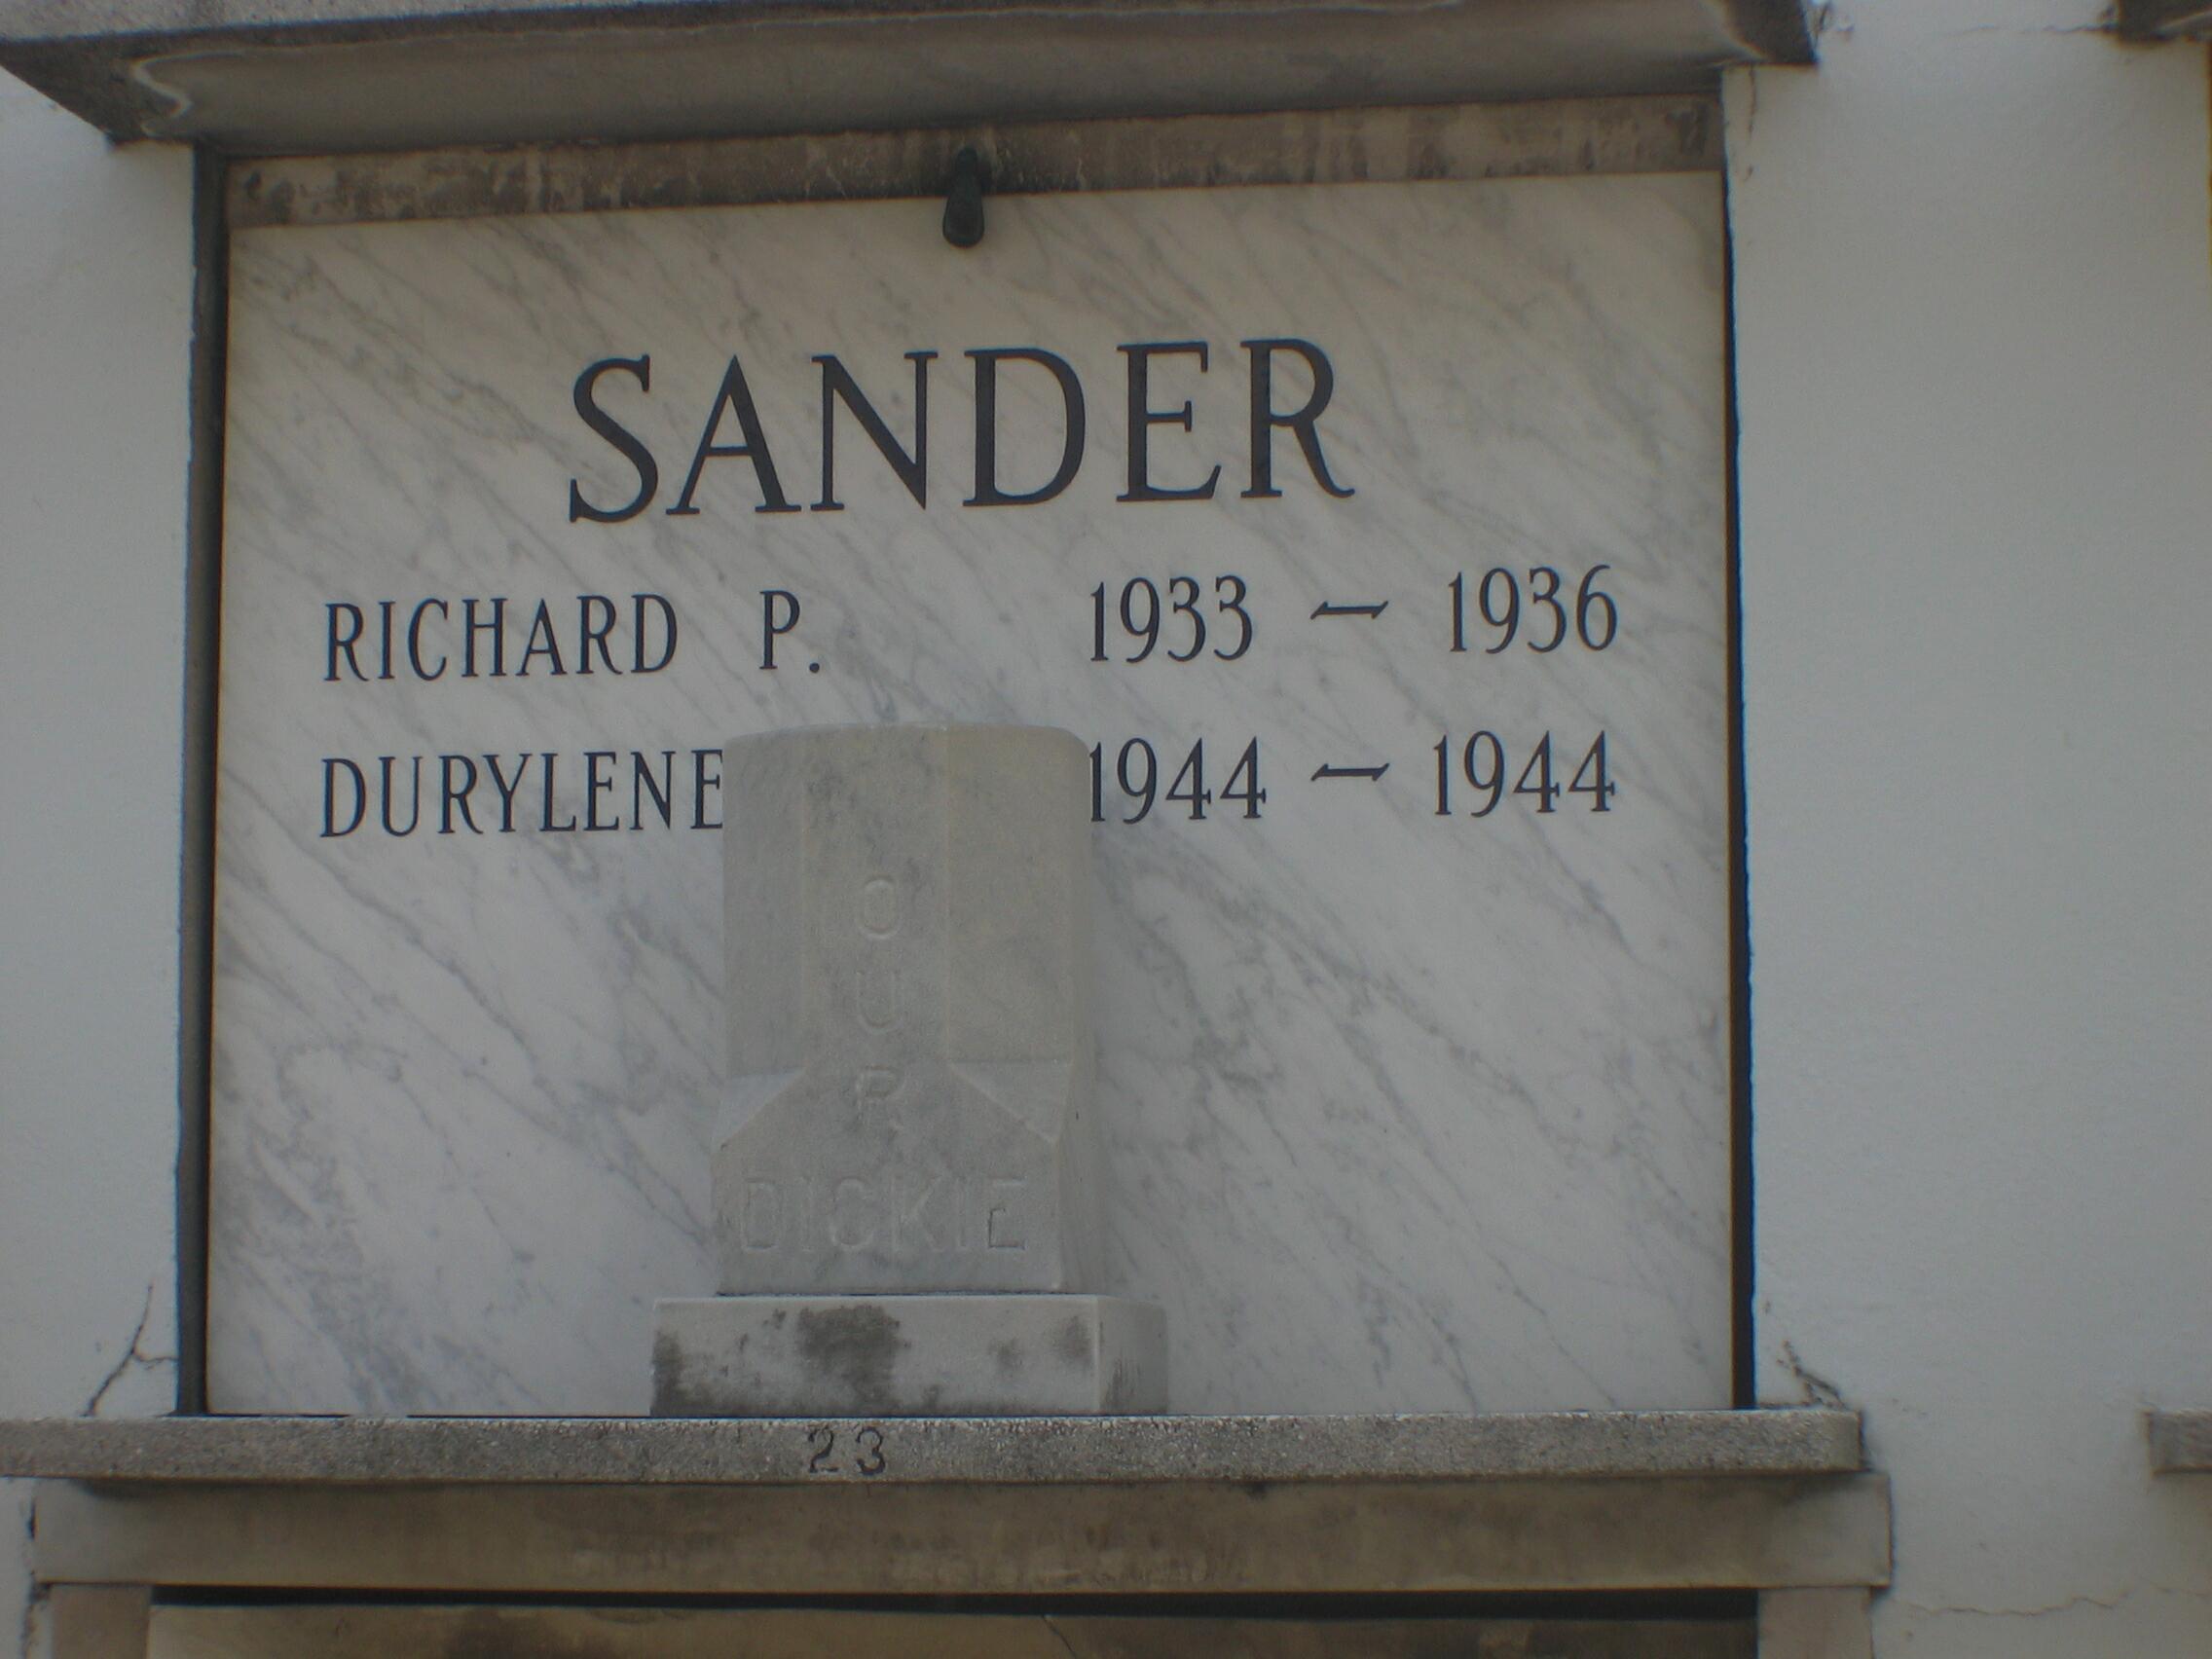 SANDER
RICHARD P. 1933 – 1936
DURYLENE 1944 – 1944
OUR
DICKIE
23